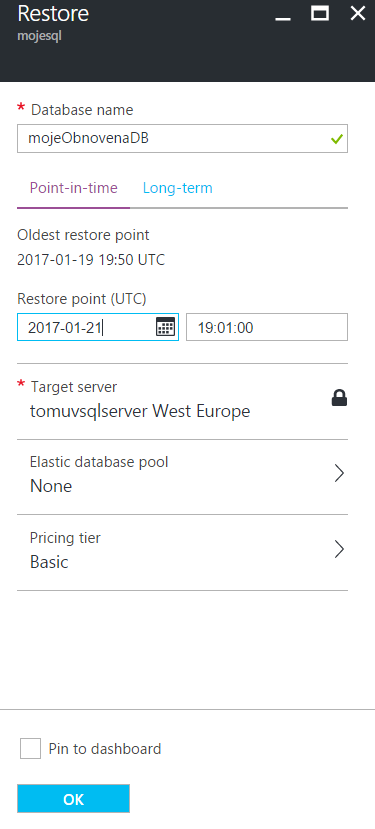 Restore
mojesql
* Database name
mojeObnovenaDB
Point-in-time Long-term
Oldest restore point
2017-01-19 19:50 UTC
Restore point (UTC)
2017-01-21 19:01:00
* Target server
tomuvsqlserver West Europe
Elastic database pool
None
Pricing tier
Basic
Pin to dashboard
OK